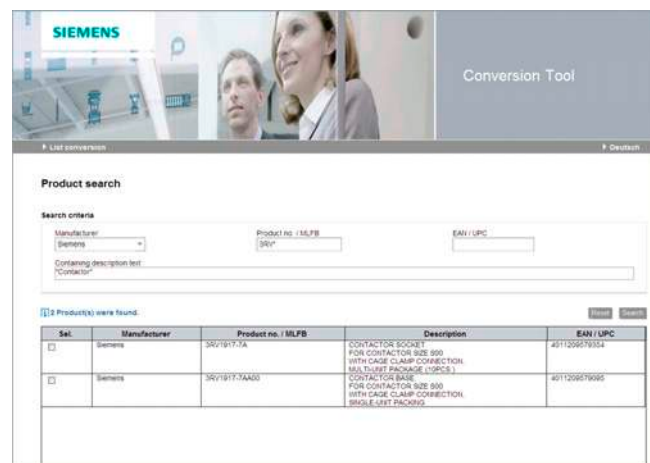 SIEMENS
Conversion Tool
List conversion
Deutsch
Product search
Search criteria
Manufacturer
Product no. / MLFB
EAN / UPC
Siemens
3RV*
Containing description text
*Contactor*
2 Product(s) were found.
Reset
Search
Sel.
Manufacturer
Product no. / MLFB
Description
EAN / UPC
Siemens
3RV1917-7A
CONTACTOR SOCKET
FOR CONTACTOR SIZE S00
WITH CAGE CLAMP CONNECTION,
MULTI-UNIT PACKAGE (10PCS.)
4011209579354
Siemens
3RV1917-7AA00
CONTACTOR BASE
FOR CONTACTOR SIZE S00
WITH CAGE CLAMP CONNECTION,
SINGLE-UNIT PACKING
4011209579095